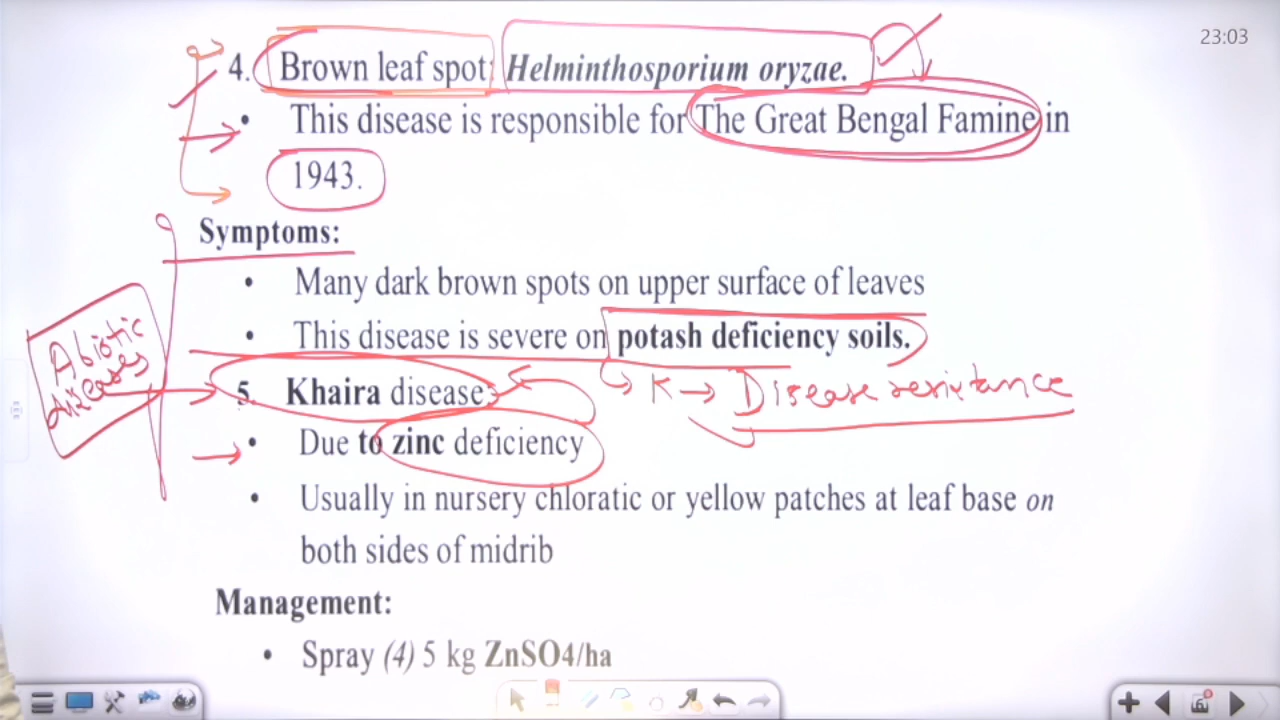 23:03
4. Brown leaf spot: Helminthosporium oryzae.
• This disease is responsible for The Great Bengal Famine in
1943.
Symptoms:
• Many dark brown spots on upper surface of leaves
• This disease is severe on potash deficiency soils.
Abiotic
diseases
5. Khaira disease:
K → Disease resistance
• Due to zinc deficiency
• Usually in nursery chloratic or yellow patches at leaf base on
both sides of midrib
Management:
• Spray (4) 5 kg ZnSO4/ha